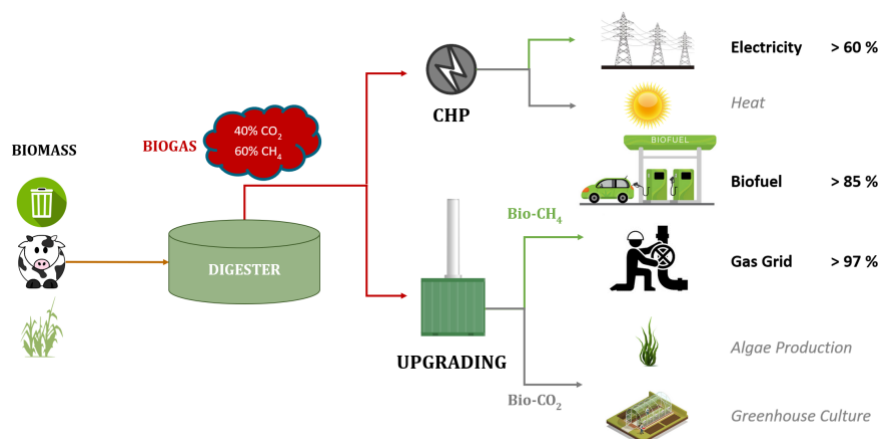 BIOMASS
BIOGAS
40% CO₂
60% CH₄
DIGESTER
CHP
UPGRADING
Bio-CH₄
Bio-CO₂
BIOFUEL
Electricity > 60 %
Heat
Biofuel > 85 %
Gas Grid > 97 %
Algae Production
Greenhouse Culture